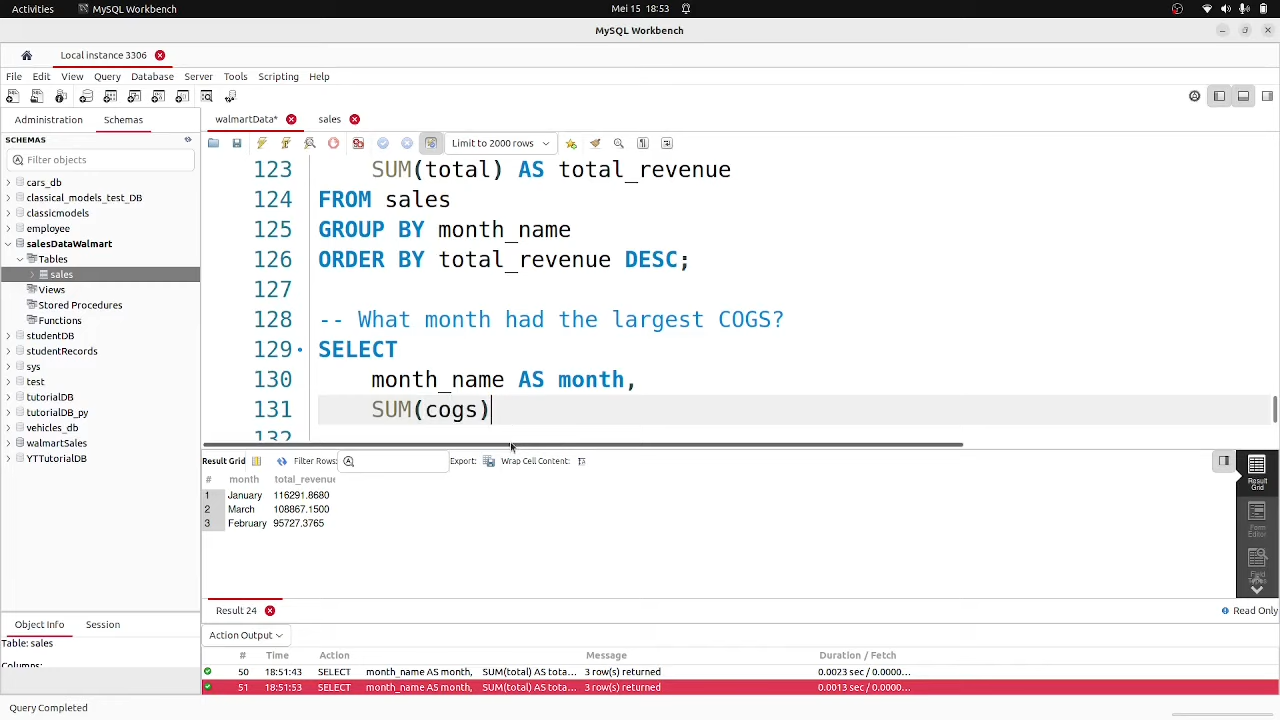 Activities MySQL Workbench Mei 15 18:53
MySQL Workbench
Local instance 3306
File Edit View Query Database Server Tools Scripting Help
Administration Schemas walmartData* sales
SCHEMAS
Limit to 2000 rows
Filter objects
cars_db
classical_models_test_DB
classicmodels
employee
salesDataWalmart
Tables
sales
Views
Stored Procedures
Functions
studentDB
studentRecords
sys
test
tutorialDB
tutorialDB_py
vehicles_db
walmartSales
YTTutorialDB
123 SUM(total) AS total_revenue
124 FROM sales
125 GROUP BY month_name
126 ORDER BY total_revenue DESC;
127
128 -- What month had the largest COGS?
129 SELECT
130 month_name AS month,
131 SUM(cogs)
132
Result Grid Filter Rows: Export: Wrap Cell Content:
# month total_revenue
1 January 116291.8680
2 March 108867.1500
3 February 95727.3765
Result Grid
Form Editor
Field Types
Result 24 Read Only
Object Info Session
Table: sales
Columns:
Action Output
# Time Action Message Duration / Fetch
50 18:51:43 SELECT month_name AS month, SUM(total) AS tota... 3 row(s) returned 0.0023 sec / 0.0000...
51 18:51:53 SELECT month_name AS month, SUM(total) AS tota... 3 row(s) returned 0.0013 sec / 0.0000...
Query Completed